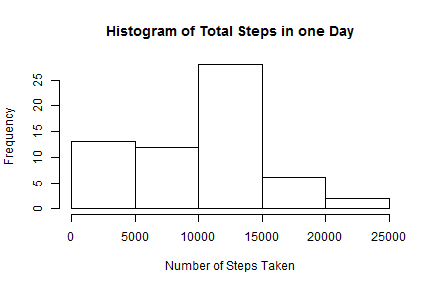 Histogram of Total Steps in one Day
Frequency
25
20
15
10
5
0
0 5000 10000 15000 20000 25000
Number of Steps Taken